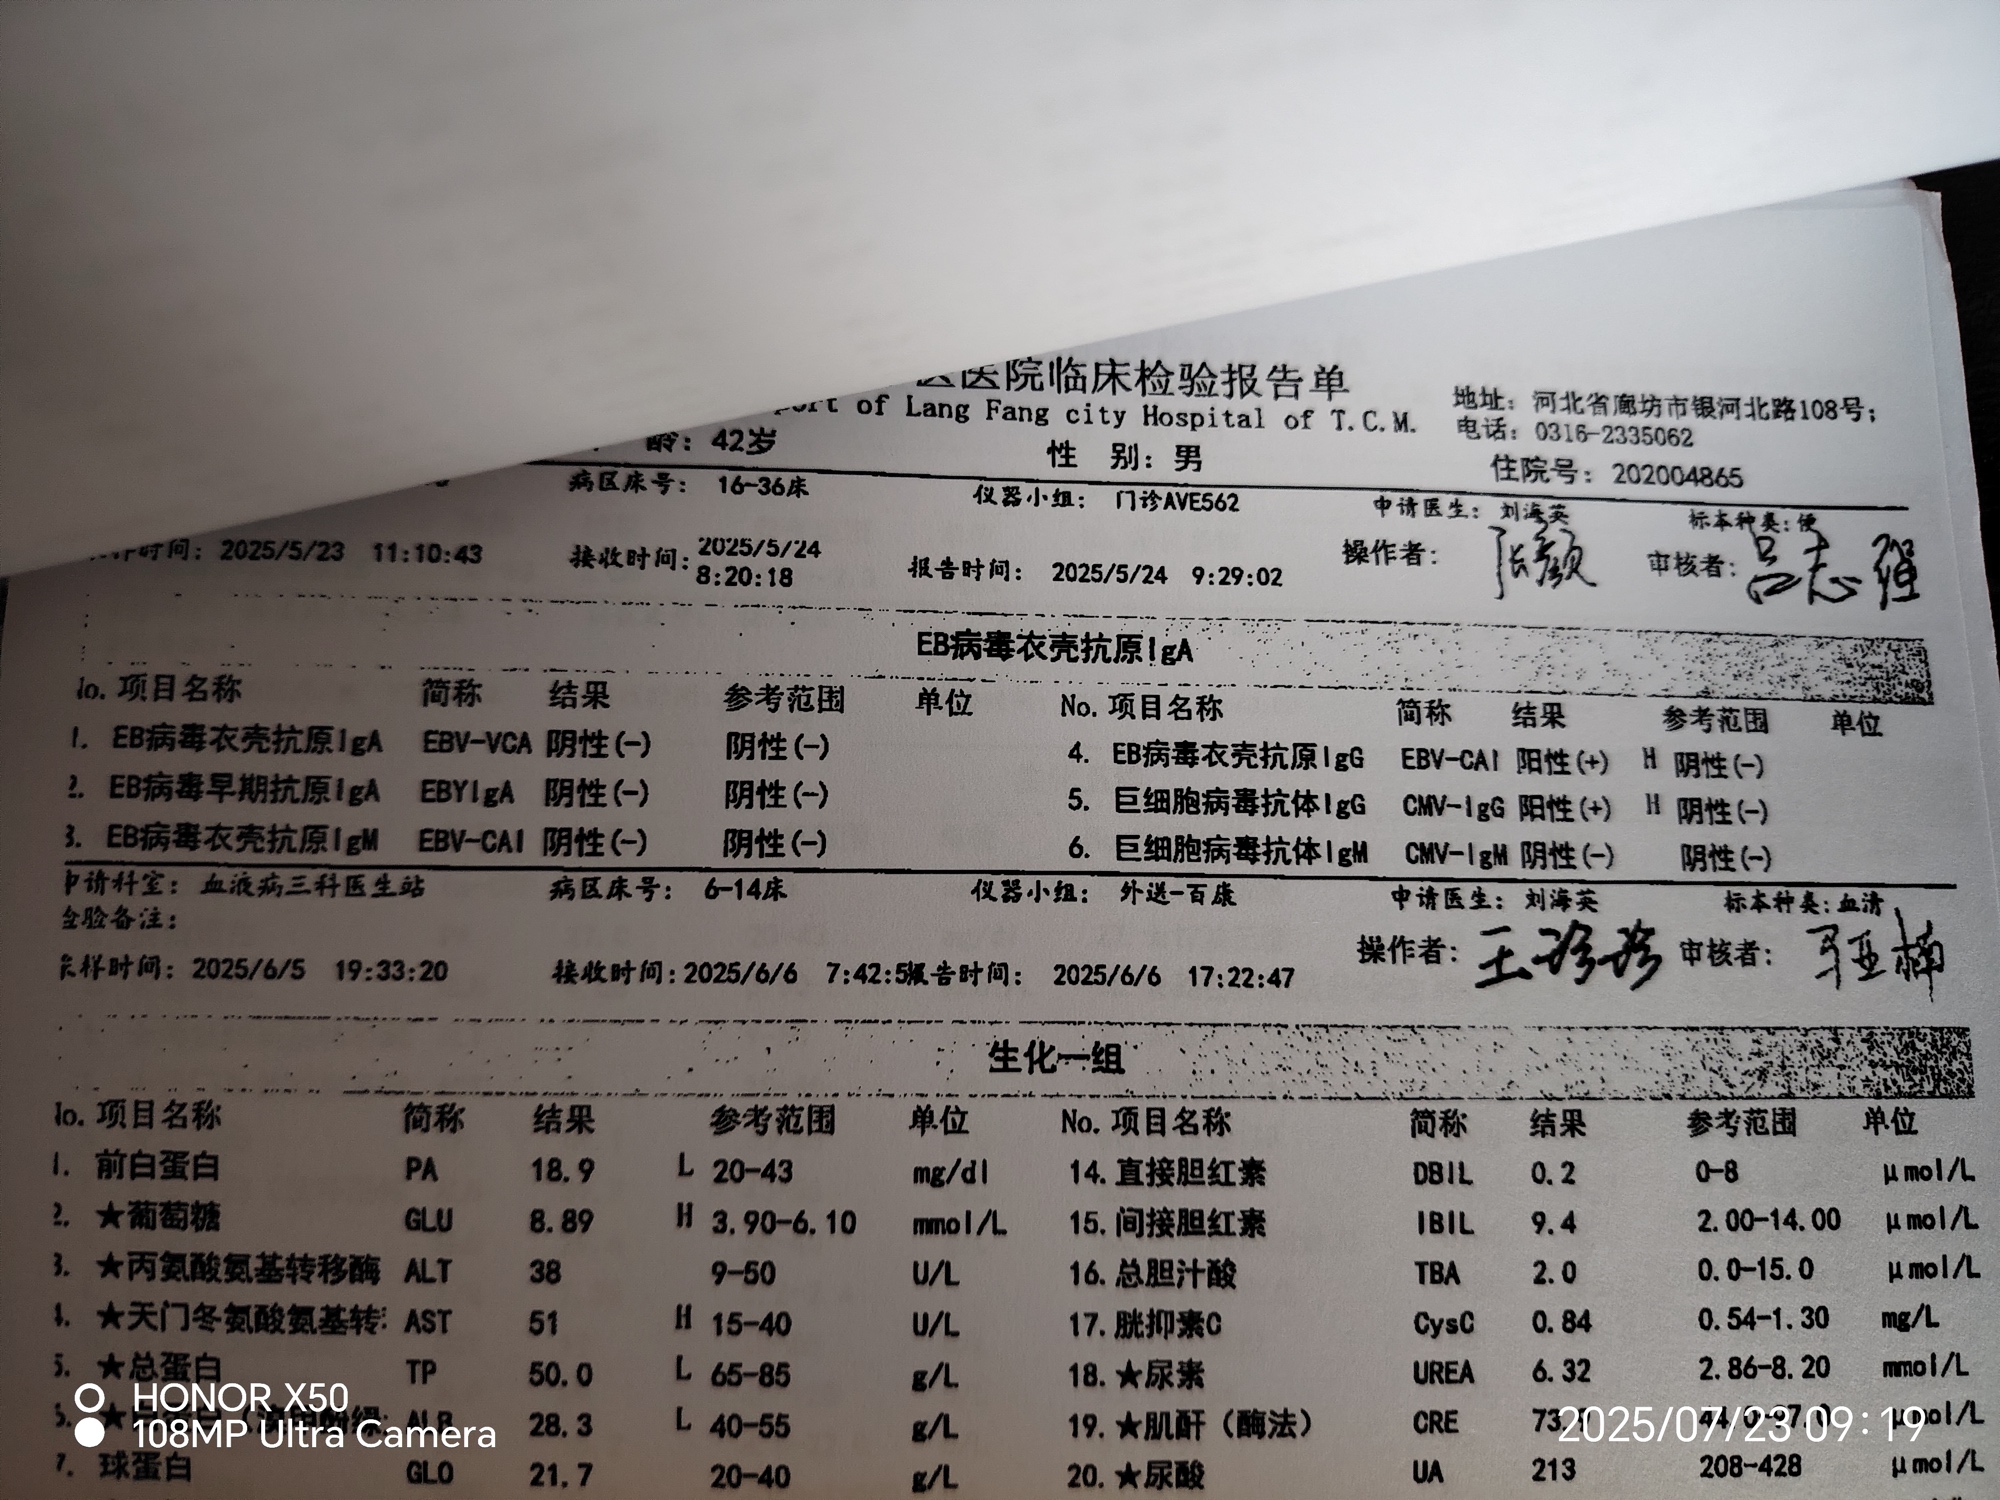 医院临床检验报告单
port of Lang Fang city Hospital of T.C.M.
地址: 河北省廊坊市银河北路108号;
电话: 0316-2335062
龄: 42岁 性 别: 男 住院号: 202004865
病区床号: 16-36床 仪器小组: 门诊AVE562 申请医生: 刘海英 标本种类: 便
时间: 2025/5/23 11:10:43 接收时间: 2025/5/24 8:20:18 报告时间: 2025/5/24 9:29:02 操作者: 审核者: 吕志强
EB病毒衣壳抗原IgA
No. 项目名称 简称 结果 参考范围 单位 No. 项目名称 简称 结果 参考范围 单位
1. EB病毒衣壳抗原IgA EBV-VCA 阴性(-) 阴性(-) 4. EB病毒衣壳抗原IgG EBV-CAI 阳性(+) H 阴性(-)
2. EB病毒早期抗原IgA EBYIgA 阴性(-) 阴性(-) 5. 巨细胞病毒抗体IgG CMV-IgG 阳性(+) H 阴性(-)
3. EB病毒衣壳抗原IgM EBV-CAI 阴性(-) 阴性(-) 6. 巨细胞病毒抗体IgM CMV-IgM 阴性(-) 阴性(-)
申请科室: 血液病三科医生站 病区床号: 6-14床 仪器小组: 外送-百康 申请医生: 刘海英 标本种类: 血清
检验备注:
采样时间: 2025/6/5 19:33:20 接收时间: 2025/6/6 7:42:5 报告时间: 2025/6/6 17:22:47 操作者: 王珍珍 审核者:
生化一组
No. 项目名称 简称 结果 参考范围 单位 No. 项目名称 简称 结果 参考范围 单位
1. 前白蛋白 PA 18.9 L 20-43 mg/dl 14. 直接胆红素 DBIL 0.2 0-8 μmol/L
2. ★葡萄糖 GLU 8.89 H 3.90-6.10 mmol/L 15. 间接胆红素 IBIL 9.4 2.00-14.00 μmol/L
3. ★丙氨酸氨基转移酶 ALT 38 9-50 U/L 16. 总胆汁酸 TBA 2.0 0.0-15.0 μmol/L
4. ★天门冬氨酸氨基转 AST 51 H 15-40 U/L 17. 胱抑素C CysC 0.84 0.54-1.30 mg/L
5. ★总蛋白 TP 50.0 L 65-85 g/L 18. ★尿素 UREA 6.32 2.86-8.20 mmol/L
ALB 28.3 L 40-55 g/L 19. ★肌酐（酶法） CRE 73 μmol/L
7. 球蛋白 GLO 21.7 20-40 g/L 20. ★尿酸 UA 213 208-428 μmol/L
HONOR X50
108MP Ultra Camera
2025/07/23 09:19